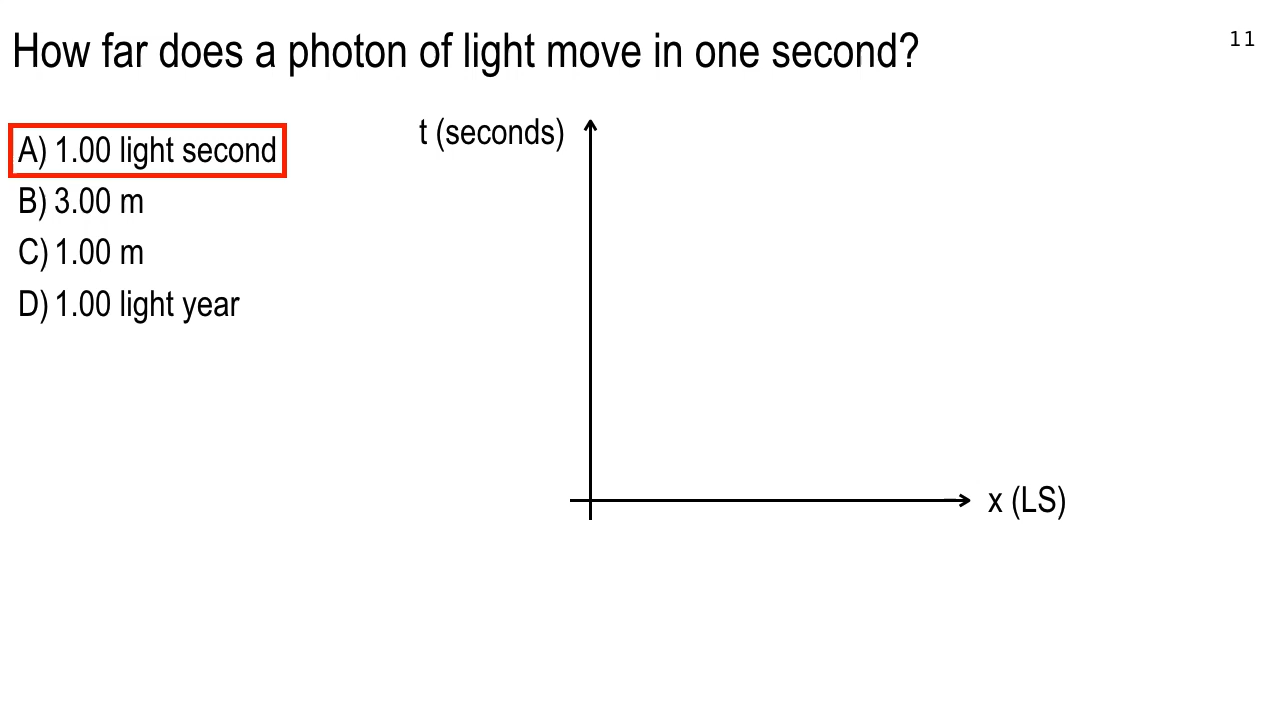 How far does a photon of light move in one second?
11
A) 1.00 light second
B) 3.00 m
C) 1.00 m
D) 1.00 light year
t (seconds)
x (LS)